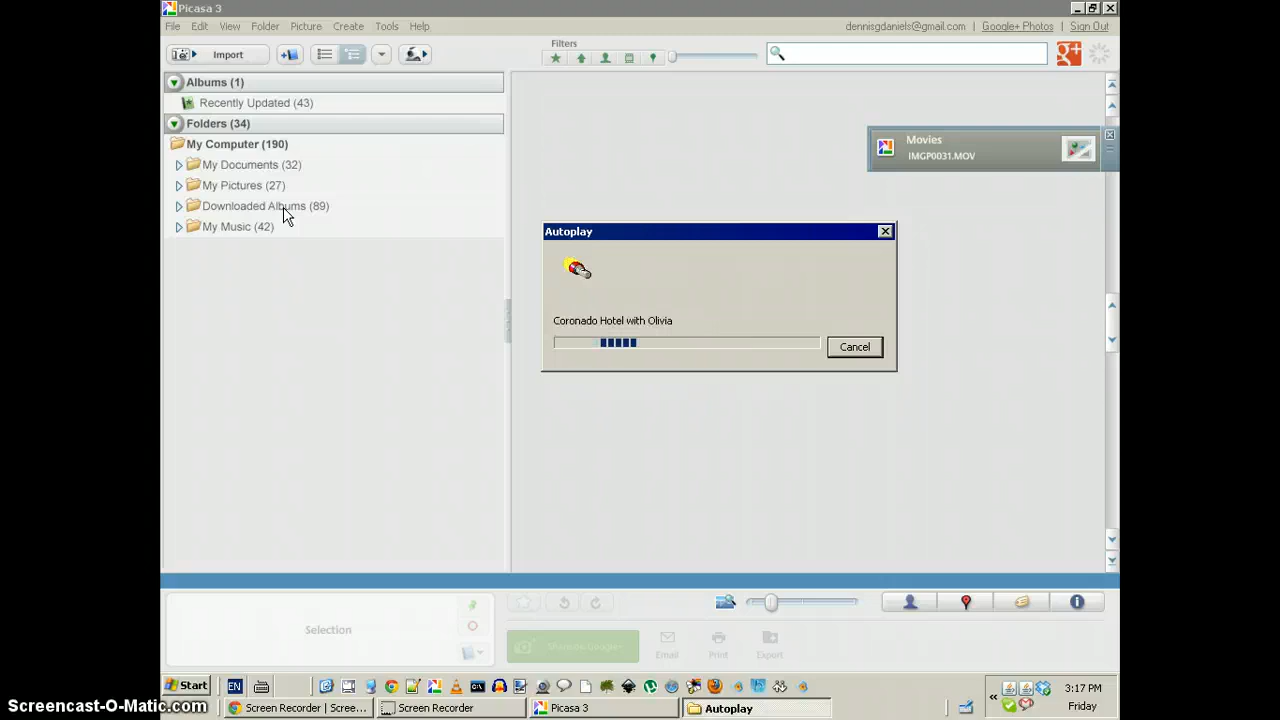 Picasa 3
File Edit View Folder Picture Create Tools Help
dennisgdaniels@gmail.com | Google+ Photos | Sign Out
Import
Filters
Albums (1)
Recently Updated (43)
Folders (34)
My Computer (190)
My Documents (32)
My Pictures (27)
Downloaded Albums (89)
My Music (42)
Movies
IMGP0031.MOV
Autoplay
Coronado Hotel with Olivia
Cancel
Selection
Email Print Export
Start EN
3:17 PM
Friday
Screen Recorder | Scree...
Screen Recorder
Picasa 3
Autoplay
Screencast-O-Matic.com